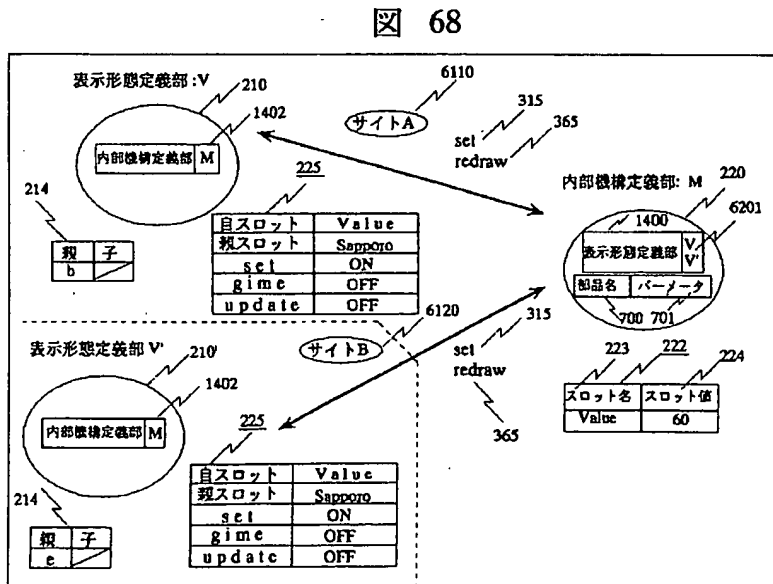 図 68
表示形態定義部:V
210
1402
内部機構定義部 M
6110
サイトA
315
365
set
redraw
214
親 子
b
225
自スロット Value
親スロット Sapporo
set ON
gime OFF
update OFF
内部機構定義部: M
220
1400
6201
表示形態定義部 V V'
部品名 パーメータ
700 701
223 222 224
スロット名 スロット値
Value 60
表示形態定義部 V'
210'
1402
内部機構定義部 M
6120
サイトB
315
set
redraw
365
214
親 子
e
225
自スロット Value
親スロット Sapporo
set ON
gime OFF
update OFF